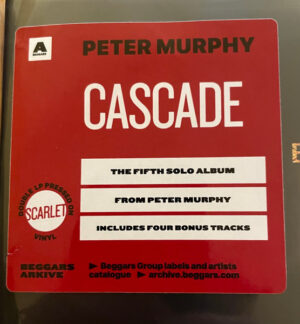 A
BEGGARS
PETER MURPHY
CASCADE
THE FIFTH SOLO ALBUM
FROM PETER MURPHY
INCLUDES FOUR BONUS TRACKS
DOUBLE LP PRESSED ON
SCARLET
VINYL
BEGGARS
ARKIVE
► Beggars Group labels and artists
catalogue ► archive.beggars.com